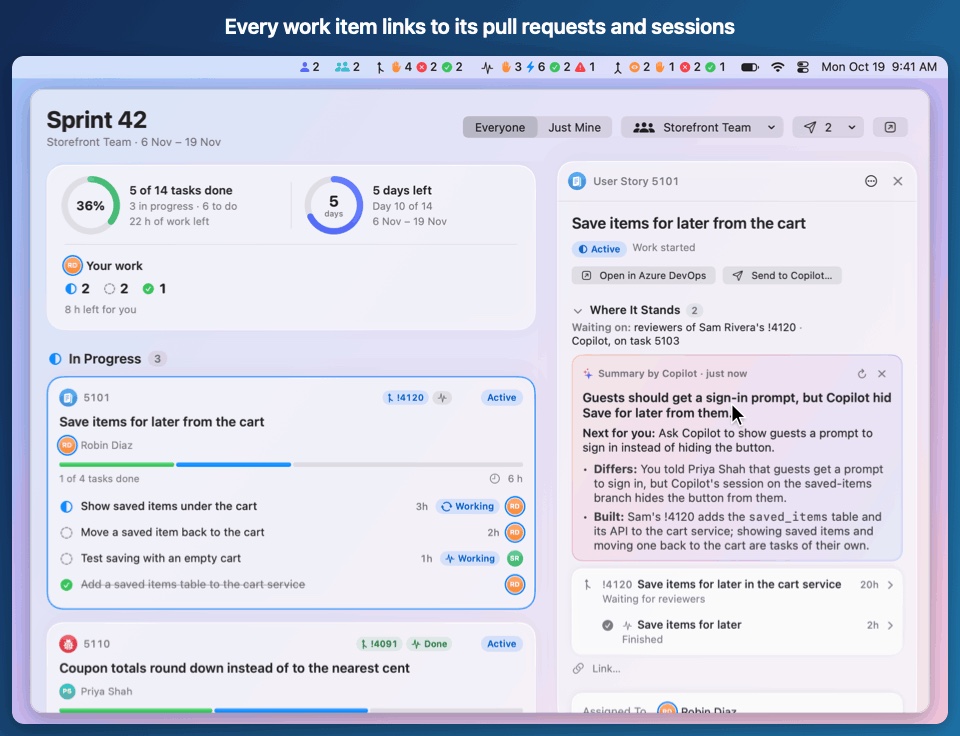 Every work item links to its pull requests and sessions
2 2 4 2 2 3 6 2 1 2 1 2 1 Mon Oct 19 9:41 AM
Sprint 42
Storefront Team · 6 Nov – 19 Nov
Everyone Just Mine Storefront Team 2
36%
5 of 14 tasks done
3 in progress · 6 to do
22 h of work left
5
days
5 days left
Day 10 of 14
6 Nov – 19 Nov
RD Your work
2 2 1
8 h left for you
In Progress 3
5101 !4120 Active
Save items for later from the cart
RD Robin Diaz
1 of 4 tasks done 6 h
Show saved items under the cart 3h Working RD
Move a saved item back to the cart 2h RD
Test saving with an empty cart 1h Working SR
Add a saved items table to the cart service RD
5110 !4091 Done Active
Coupon totals round down instead of to the nearest cent
PS Priya Shah
User Story 5101
Save items for later from the cart
Active Work started
Open in Azure DevOps Send to Copilot...
Where It Stands 2
Waiting on: reviewers of Sam Rivera's !4120 ·
Copilot, on task 5103
Summary by Copilot · just now
Guests should get a sign-in prompt, but Copilot hid
Save for later from them.
Next for you: Ask Copilot to show guests a prompt to
sign in instead of hiding the button.
• Differs: You told Priya Shah that guests get a prompt
to sign in, but Copilot's session on the saved-items
branch hides the button from them.
• Built: Sam's !4120 adds the saved_items table and
its API to the cart service; showing saved items and
moving one back to the cart are tasks of their own.
!4120 Save items for later in the cart service 20h
Waiting for reviewers
Save items for later 2h
Finished
Link...
Assigned To RD Robin Diaz